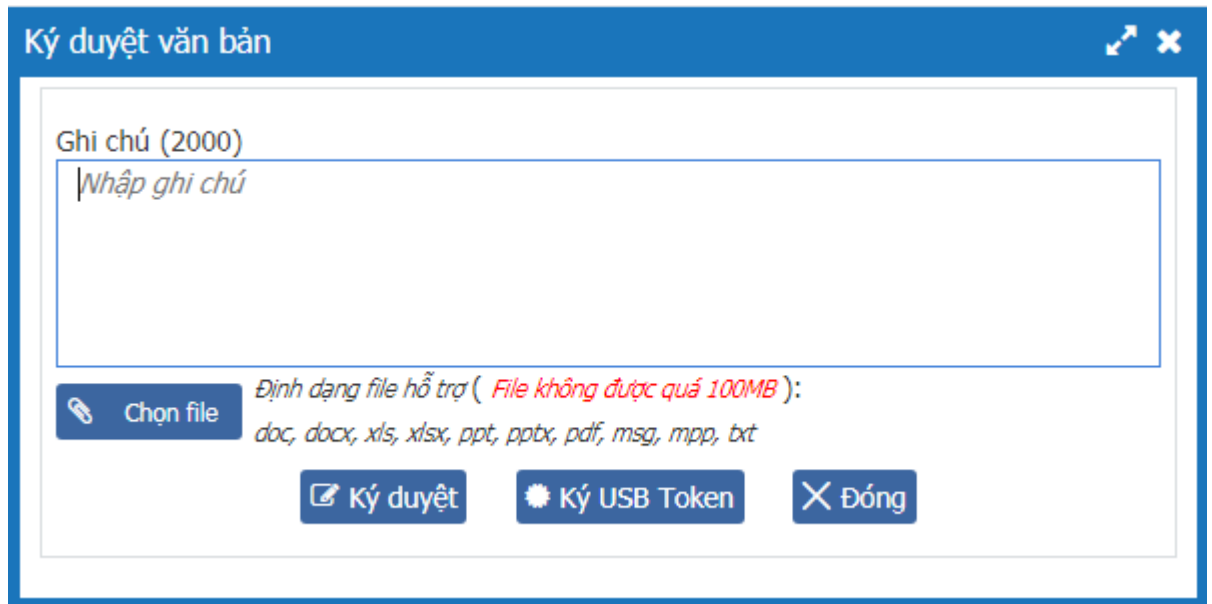 Ký duyệt văn bản
Ghi chú (2000)
Nhập ghi chú
Chọn file
Định dạng file hỗ trợ ( File không được quá 100MB ):
doc, docx, xls, xlsx, ppt, pptx, pdf, msg, mpp, txt
Ký duyệt
Ký USB Token
Đóng